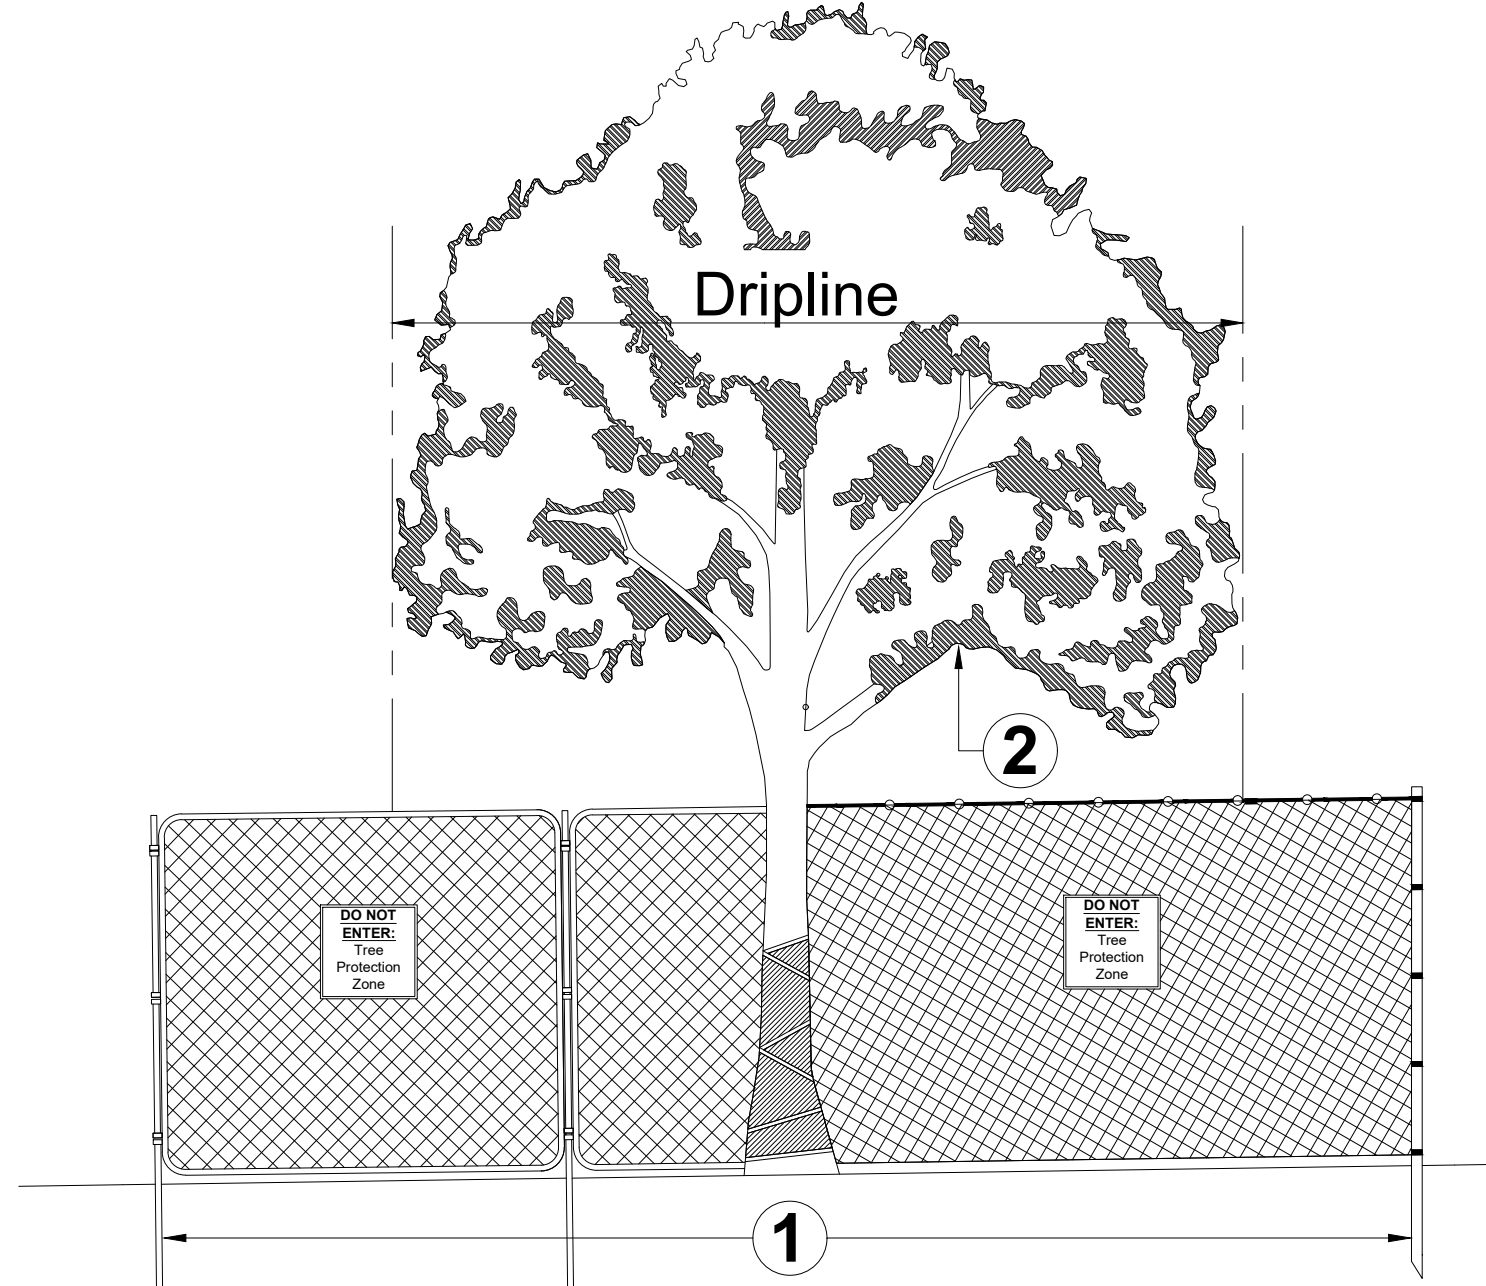 Dripline
2
DO NOT
ENTER:
Tree
Protection
Zone
DO NOT
ENTER:
Tree
Protection
Zone
1